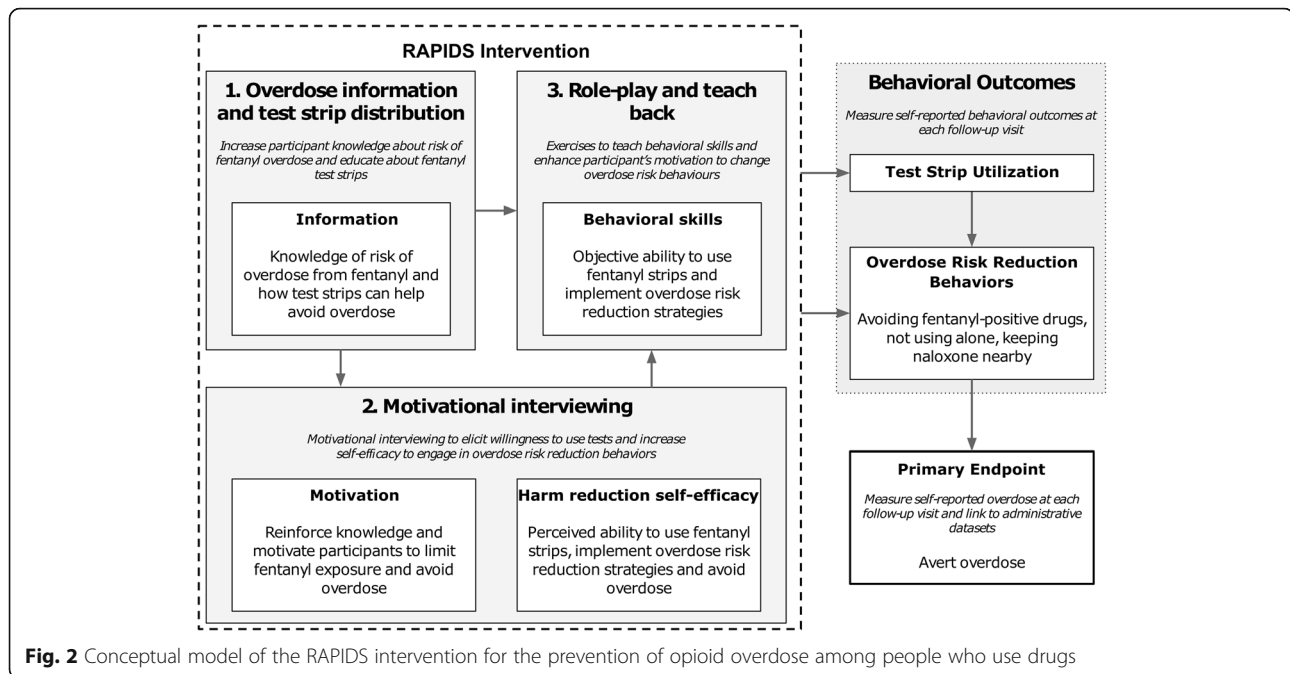 RAPIDS Intervention
1. Overdose information
and test strip distribution
Increase participant knowledge about risk of
fentanyl overdose and educate about fentanyl
test strips
Information
Knowledge of risk of
overdose from fentanyl and
how test strips can help
avoid overdose
3. Role-play and teach
back
Exercises to teach behavioral skills and
enhance participant's motivation to change
overdose risk behaviours
Behavioral skills
Objective ability to use
fentanyl strips and
implement overdose risk
reduction strategies
2. Motivational interviewing
Motivational interviewing to elicit willingness to use tests and increase
self-efficacy to engage in overdose risk reduction behaviors
Motivation
Reinforce knowledge and
motivate participants to limit
fentanyl exposure and avoid
overdose
Harm reduction self-efficacy
Perceived ability to use fentanyl
strips, implement overdose risk
reduction strategies and avoid
overdose
Behavioral Outcomes
Measure self-reported behavioral outcomes at
each follow-up visit
Test Strip Utilization
Overdose Risk Reduction
Behaviors
Avoiding fentanyl-positive drugs,
not using alone, keeping
naloxone nearby
Primary Endpoint
Measure self-reported overdose at each
follow-up visit and link to administrative
datasets
Avert overdose
Fig. 2 Conceptual model of the RAPIDS intervention for the prevention of opioid overdose among people who use drugs